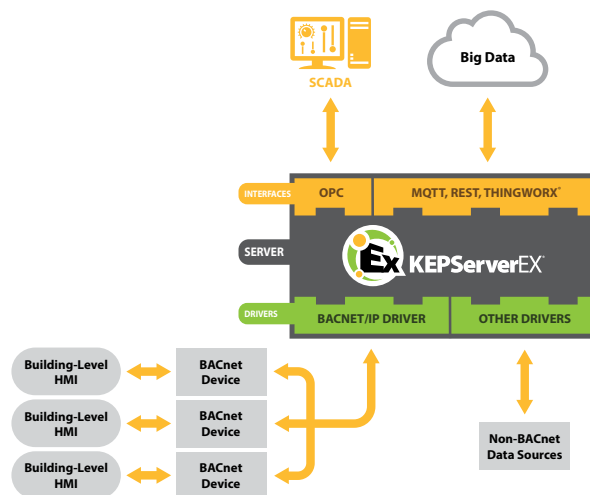 SCADA
Big Data
INTERFACES
OPC
MQTT, REST, THINGWORX®
SERVER
Ex KEPServerEX®
DRIVERS
BACNET/IP DRIVER
OTHER DRIVERS
Building-Level
HMI
BACnet
Device
Building-Level
HMI
BACnet
Device
Building-Level
HMI
BACnet
Device
Non-BACnet
Data Sources